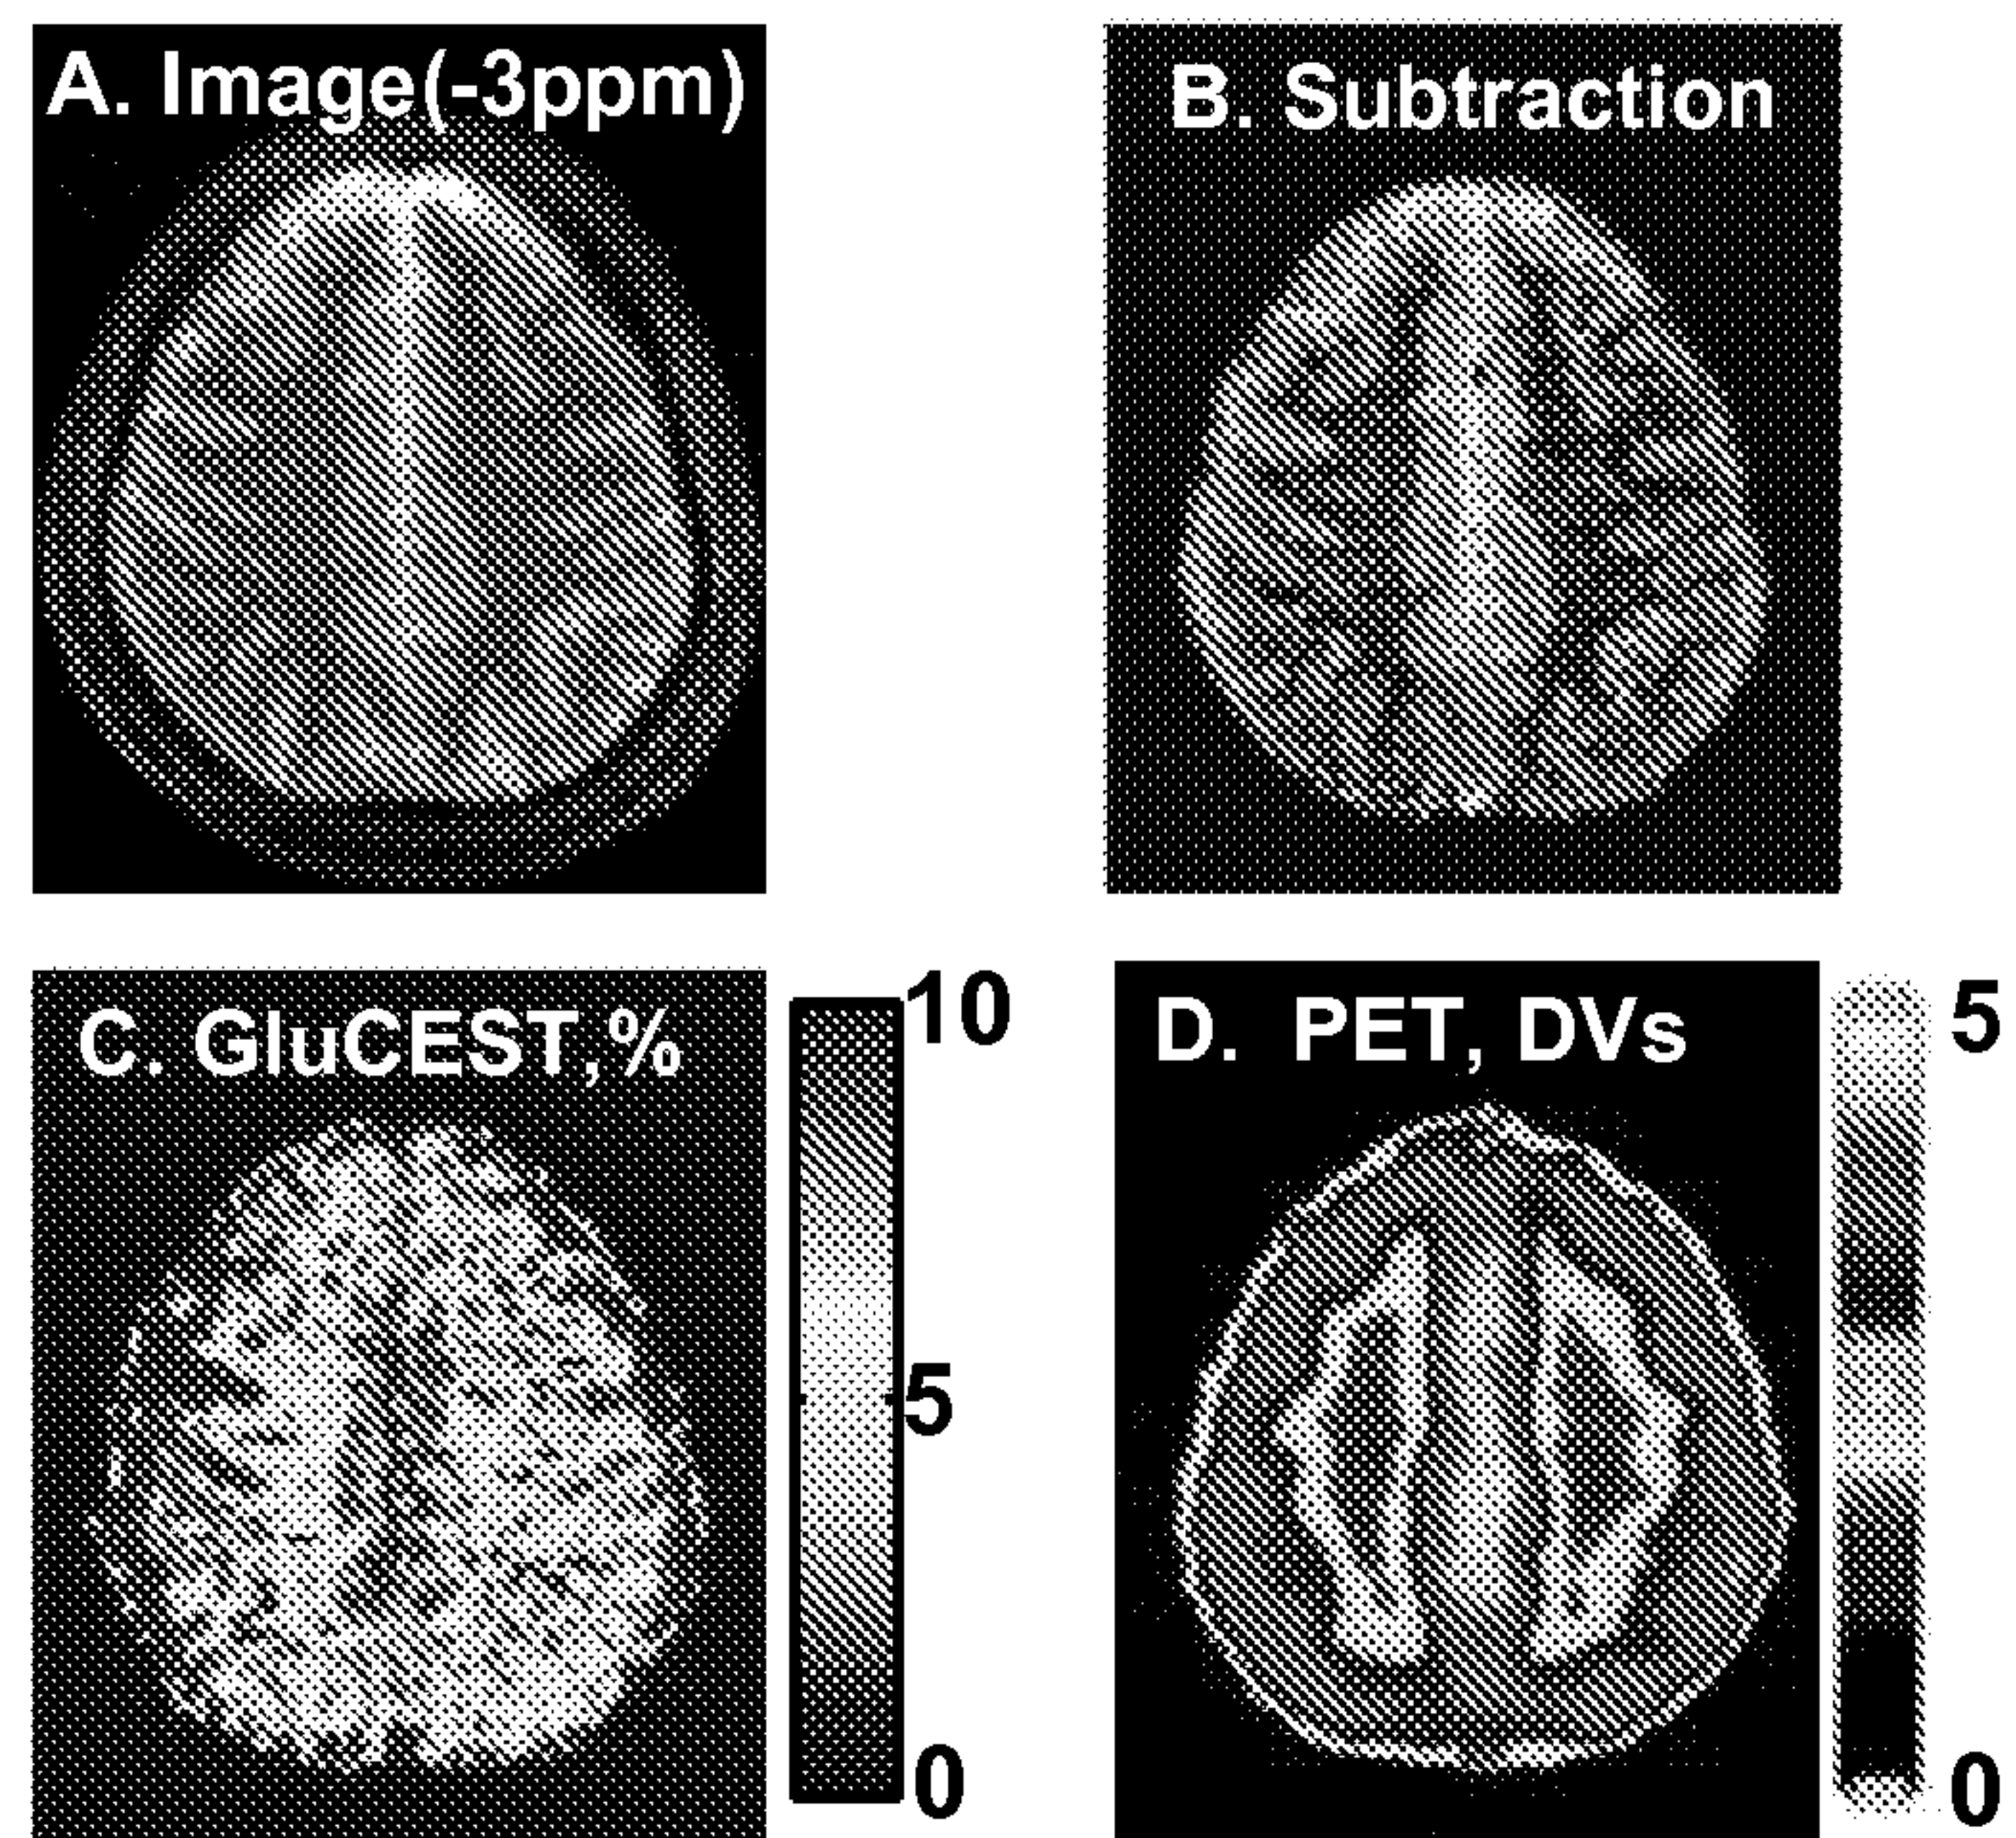 A. Image(-3ppm)
B. Subtraction
C. GluCEST,%
10
5
0
D. PET, DVs
5
0